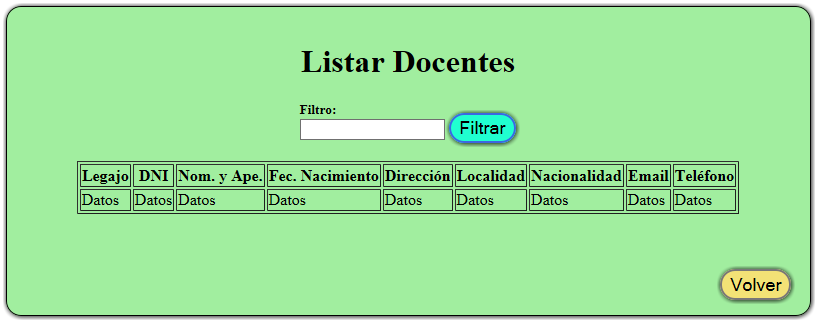 Listar Docentes
Filtro:
Filtrar
Legajo DNI Nom. y Ape. Fec. Nacimiento Dirección Localidad Nacionalidad Email Teléfono
Datos Datos Datos Datos Datos Datos Datos Datos Datos
Volver